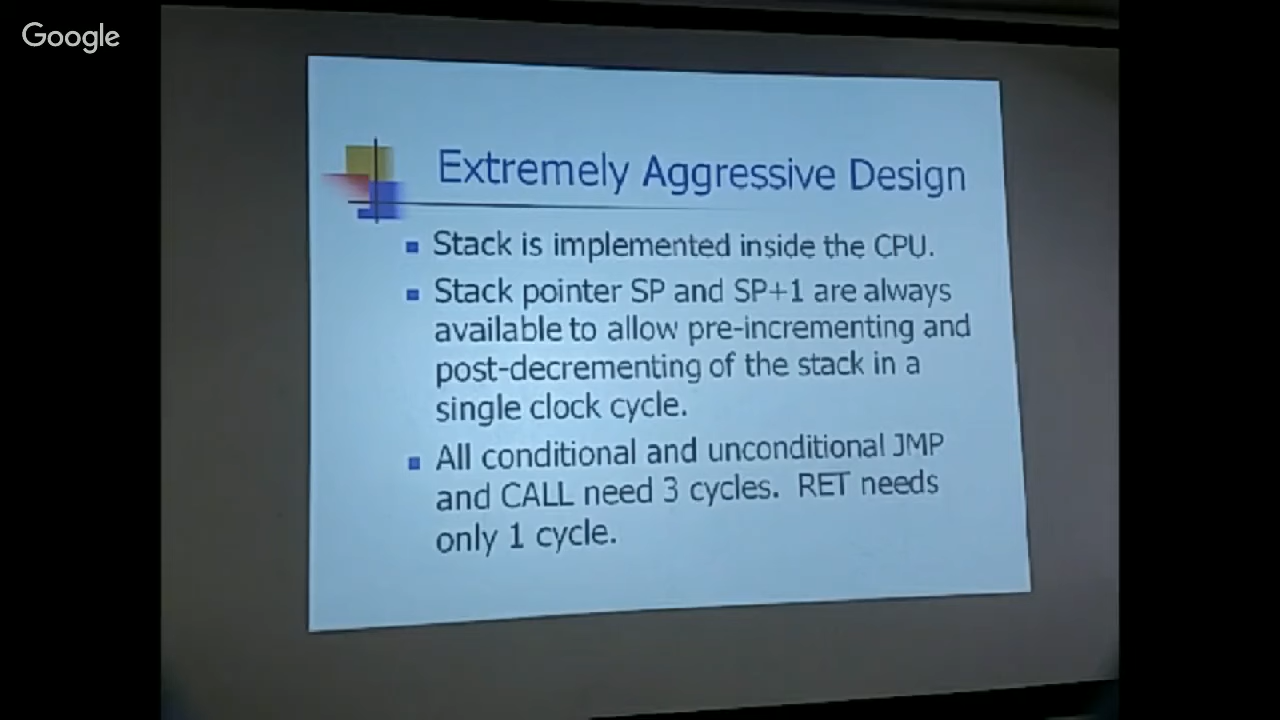 Google
Extremely Aggressive Design
Stack is implemented inside the CPU.
Stack pointer SP and SP+1 are always
available to allow pre-incrementing and
post-decrementing of the stack in a
single clock cycle.
All conditional and unconditional JMP
and CALL need 3 cycles. RET needs
only 1 cycle.